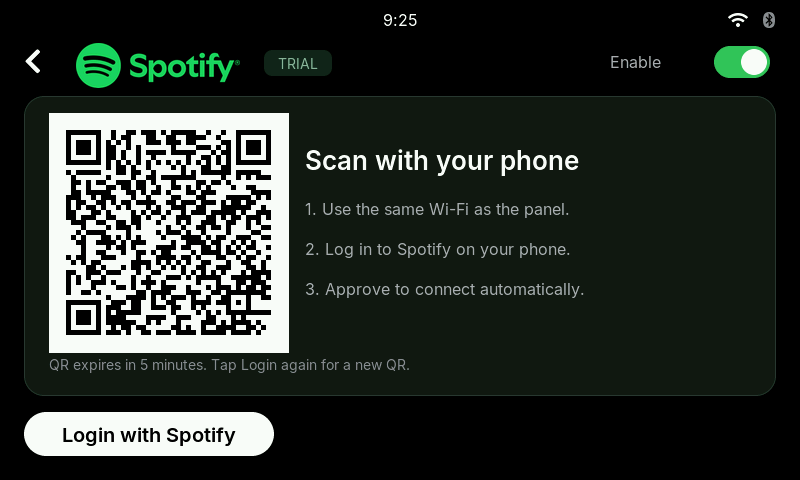 9:25
Spotify®
TRIAL
Enable
Scan with your phone
1. Use the same Wi-Fi as the panel.
2. Log in to Spotify on your phone.
3. Approve to connect automatically.
QR expires in 5 minutes. Tap Login again for a new QR.
Login with Spotify